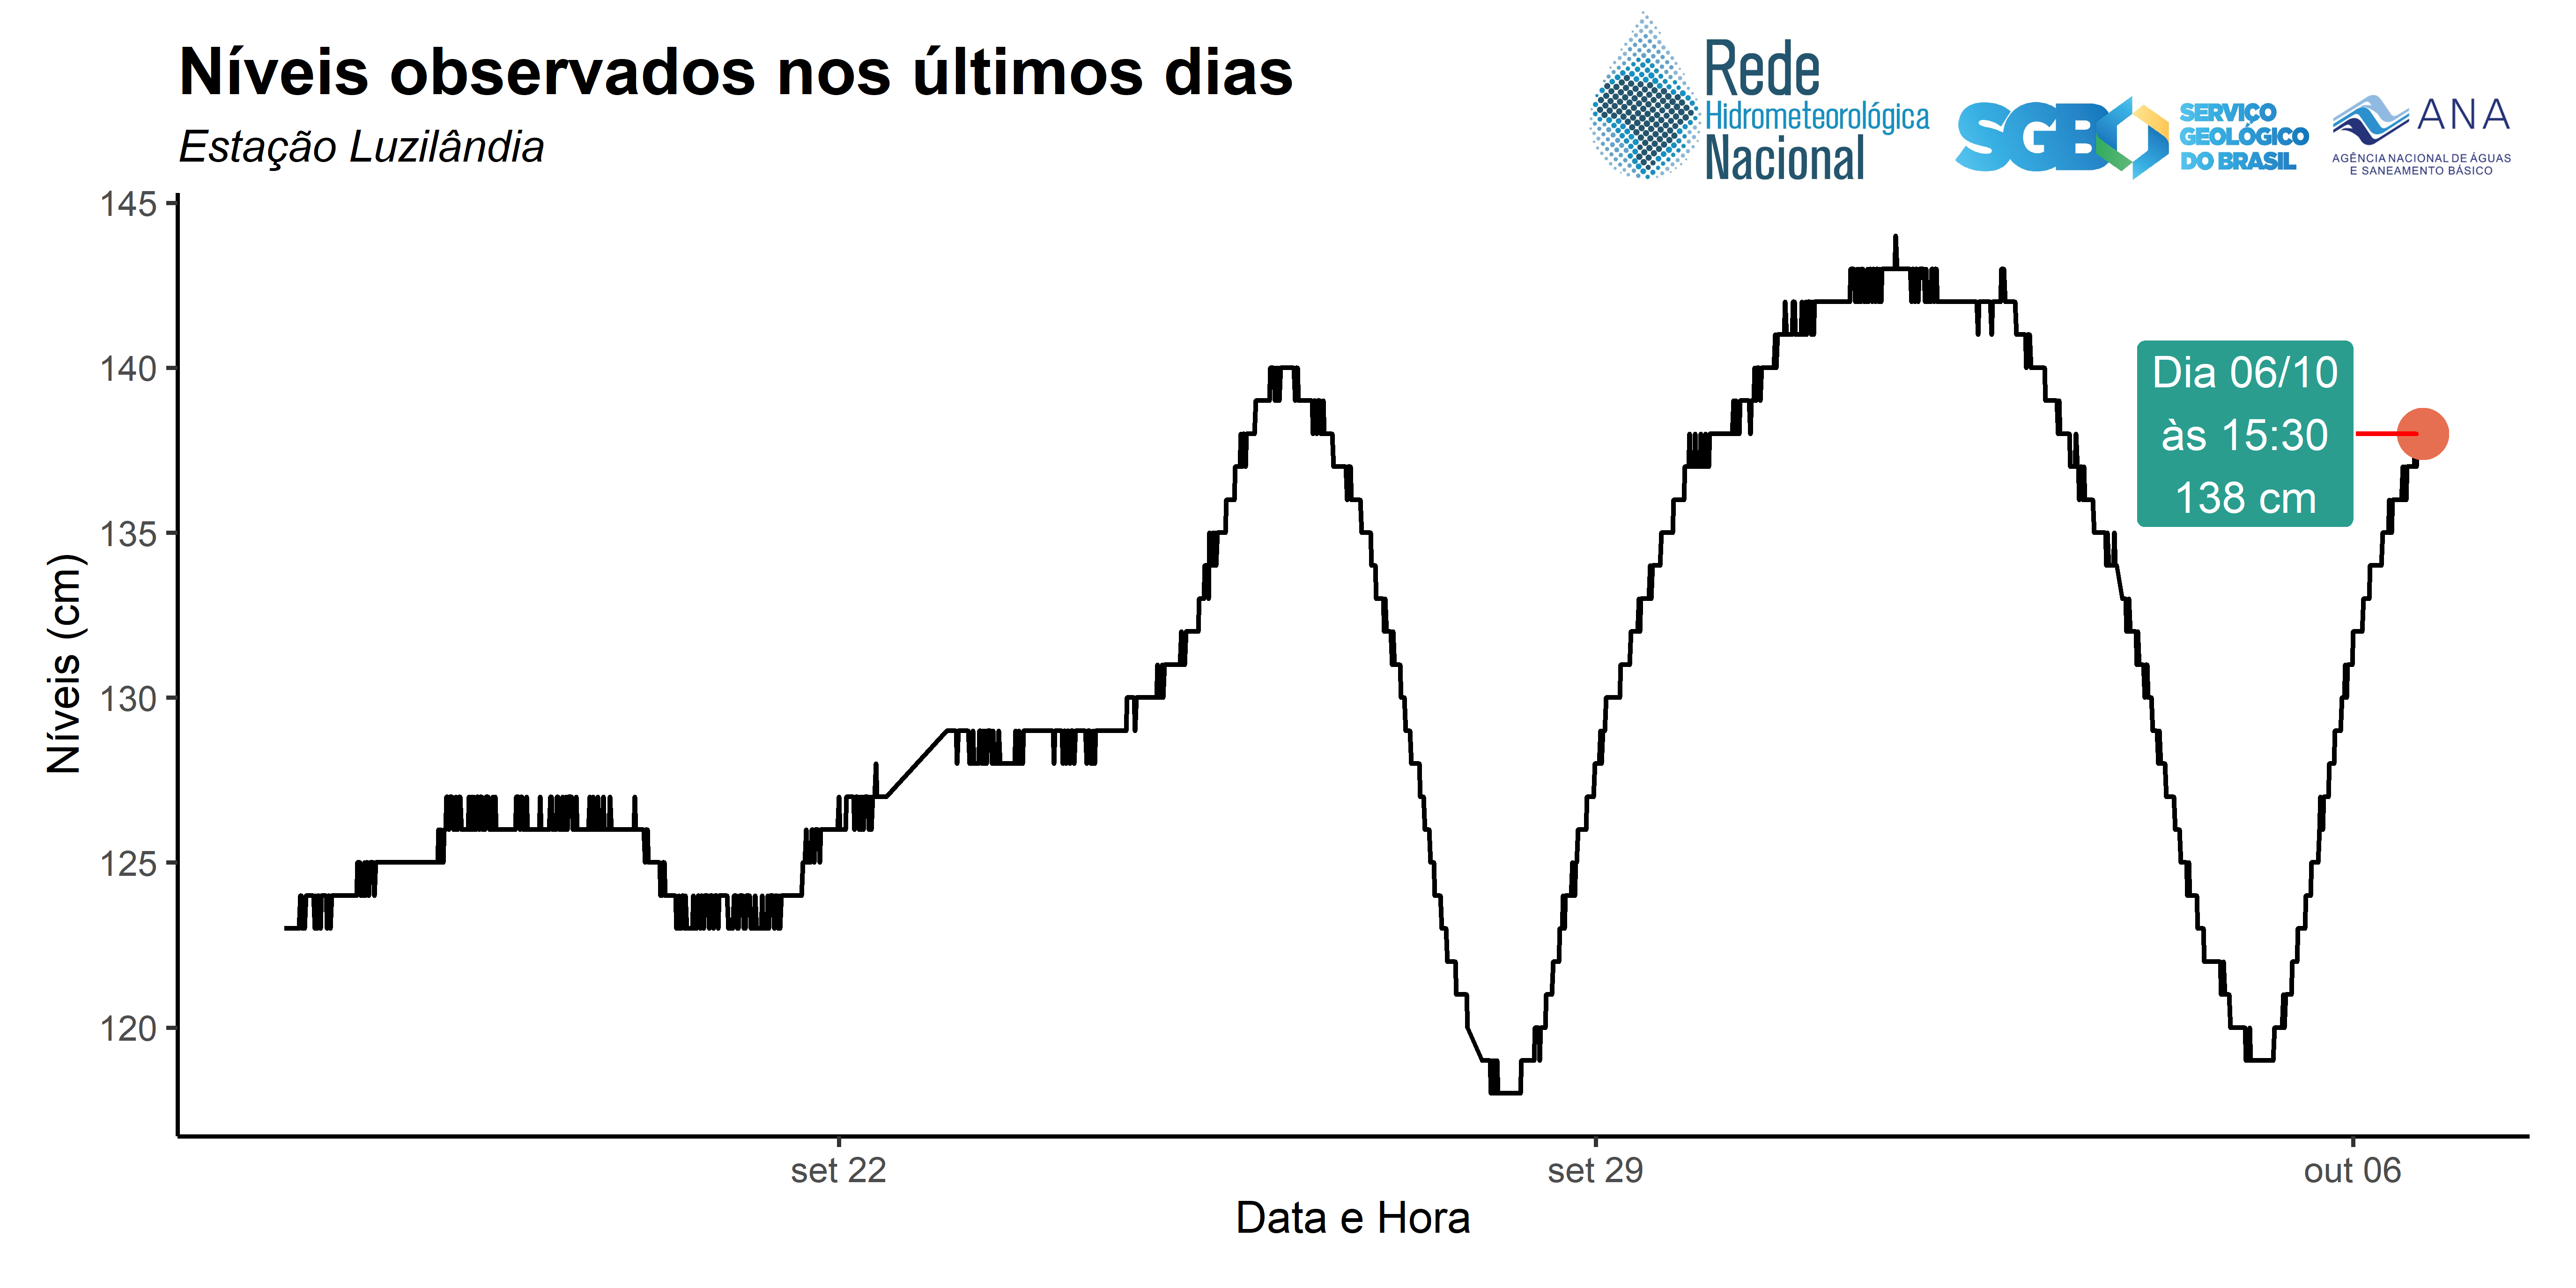 Níveis observados nos últimos dias
Estação Luzilândia
Rede
Hidrometeorológica
Nacional
SGB
SERVIÇO
GEOLÓGICO
DO BRASIL
ANA
AGÊNCIA NACIONAL DE ÁGUAS
E SANEAMENTO BÁSICO
145
140
135
130
125
120
Níveis (cm)
Dia 06/10
às 15:30
138 cm
set 22
set 29
out 06
Data e Hora